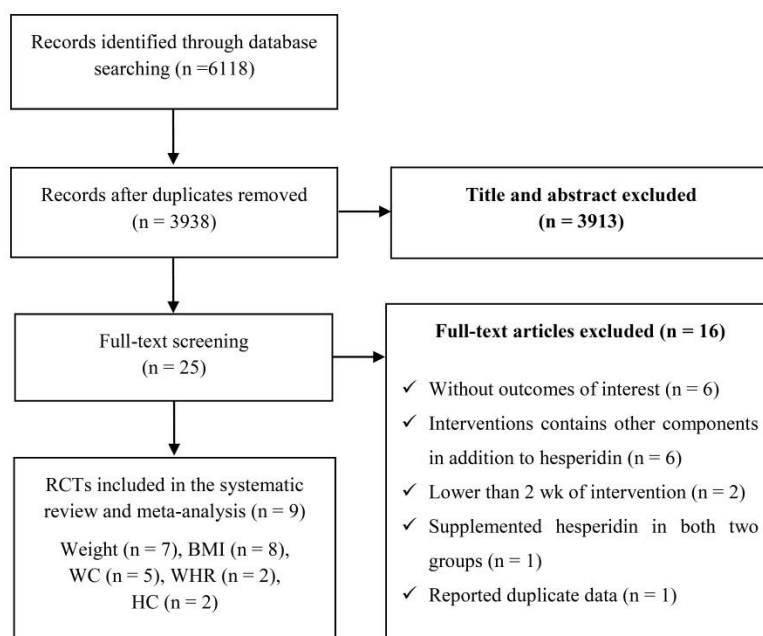 Records identified through database
searching (n =6118)
Records after duplicates removed
(n = 3938)
Title and abstract excluded
(n = 3913)
Full-text screening
(n = 25)
Full-text articles excluded (n = 16)
✓ Without outcomes of interest (n = 6)
✓ Interventions contains other components
in addition to hesperidin (n = 6)
✓ Lower than 2 wk of intervention (n = 2)
✓ Supplemented hesperidin in both two
groups (n = 1)
✓ Reported duplicate data (n = 1)
RCTs included in the systematic
review and meta-analysis (n = 9)
Weight (n = 7), BMI (n = 8),
WC (n = 5), WHR (n = 2),
HC (n = 2)